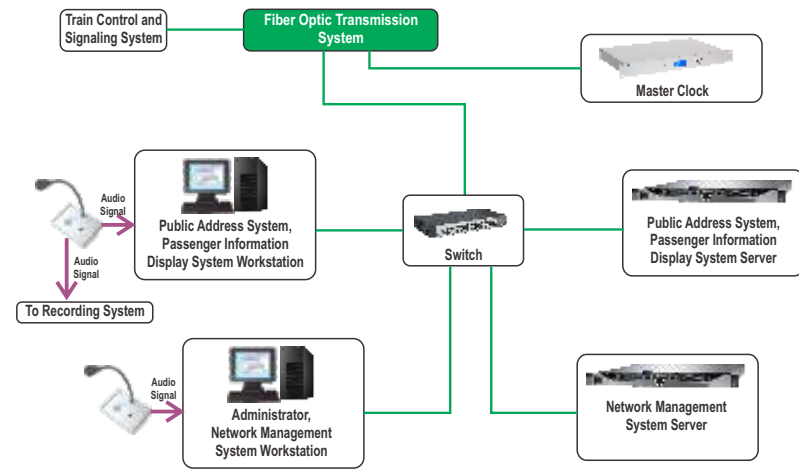 Train Control and
Signaling System
Fiber Optic Transmission
System
Master Clock
Audio
Signal
Public Address System,
Passenger Information
Display System Workstation
Switch
Public Address System,
Passenger Information
Display System Server
Audio
Signal
To Recording System
Audio
Signal
Administrator,
Network Management
System Workstation
Network Management
System Server